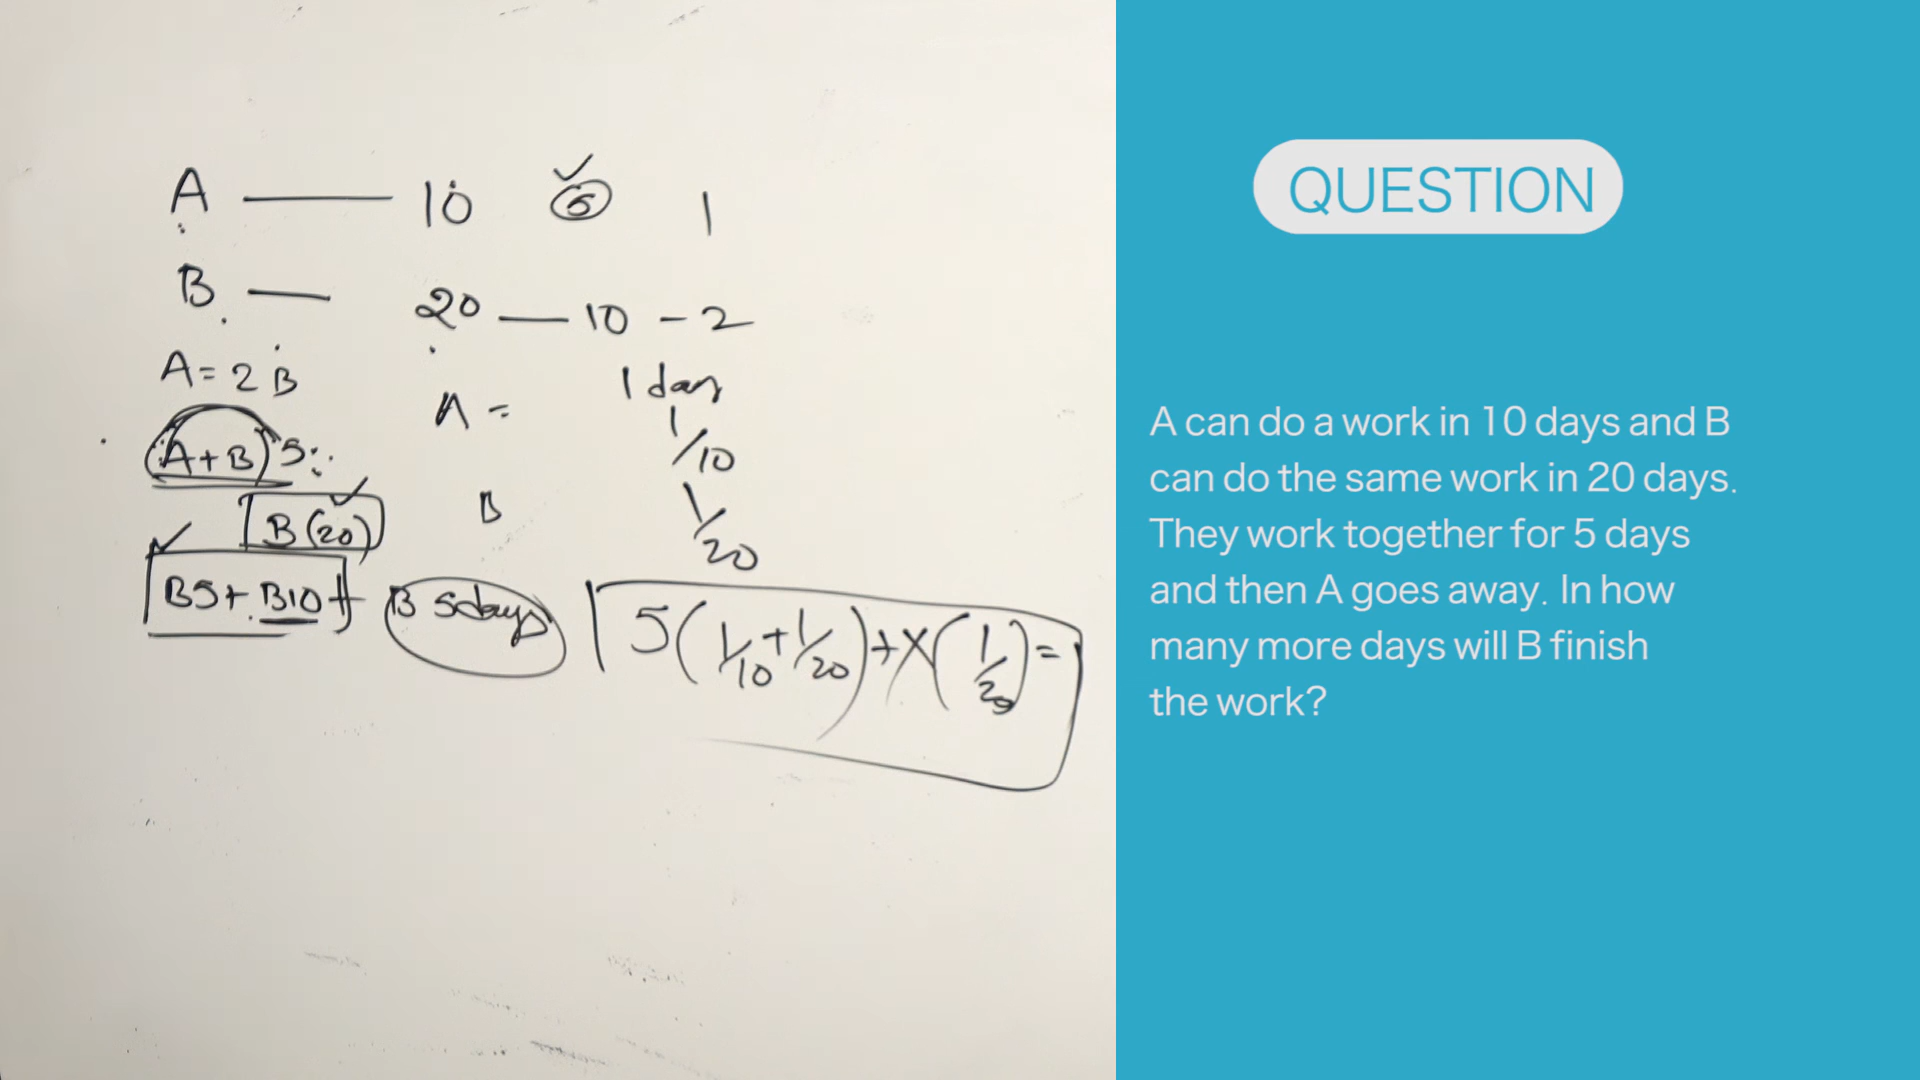 A — 10 5 1
B — 20 — 10 - 2
A = 2B
A =
1 day
1/10
(A+B) 5
B
1/20
B (20)
B5 + B10 +
B 5days
5(1/10 + 1/20) + X(1/20) =
QUESTION
A can do a work in 10 days and B
can do the same work in 20 days.
They work together for 5 days
and then A goes away. In how
many more days will B finish
the work?